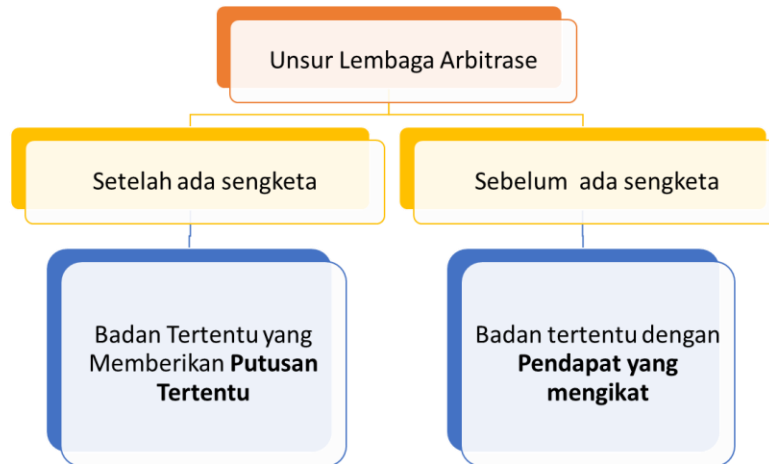 Unsur Lembaga Arbitrase
Setelah ada sengketa
Sebelum ada sengketa
Badan Tertentu yang
Memberikan Putusan
Tertentu
Badan tertentu dengan
Pendapat yang
mengikat